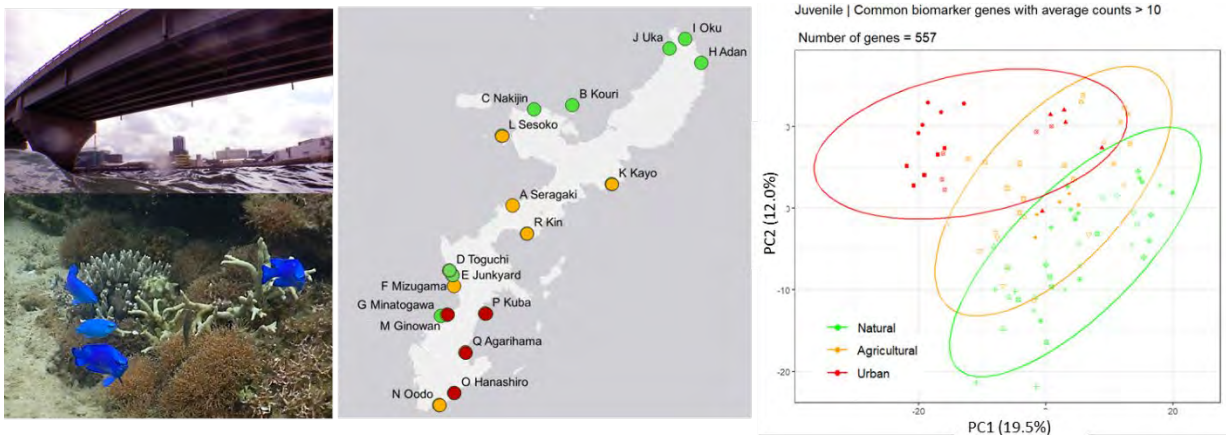 J Uka
I Oku
H Adan
C Nakijin
B Kouri
L Sesoko
K Kayo
A Seragaki
R Kin
D Toguchi
E Junkyard
F Mizugama
G Minatogawa
P Kuba
M Ginowan
Q Agarihama
O Hanashiro
N Oodo
Juvenile | Common biomarker genes with average counts > 10
Number of genes = 557
PC2 (12.0%)
0
0
-10
-20
Natural
Agricultural
Urban
-20
20
PC1 (19.5%)